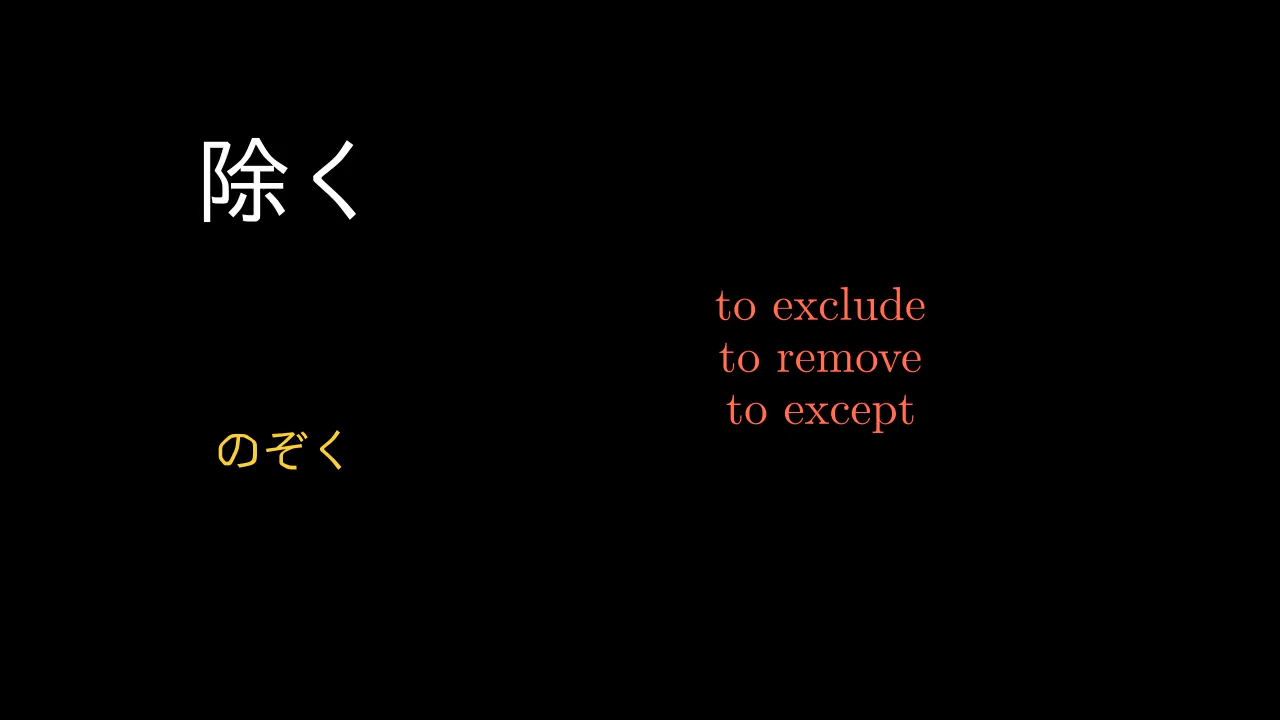 除く
のぞく
to exclude
to remove
to except